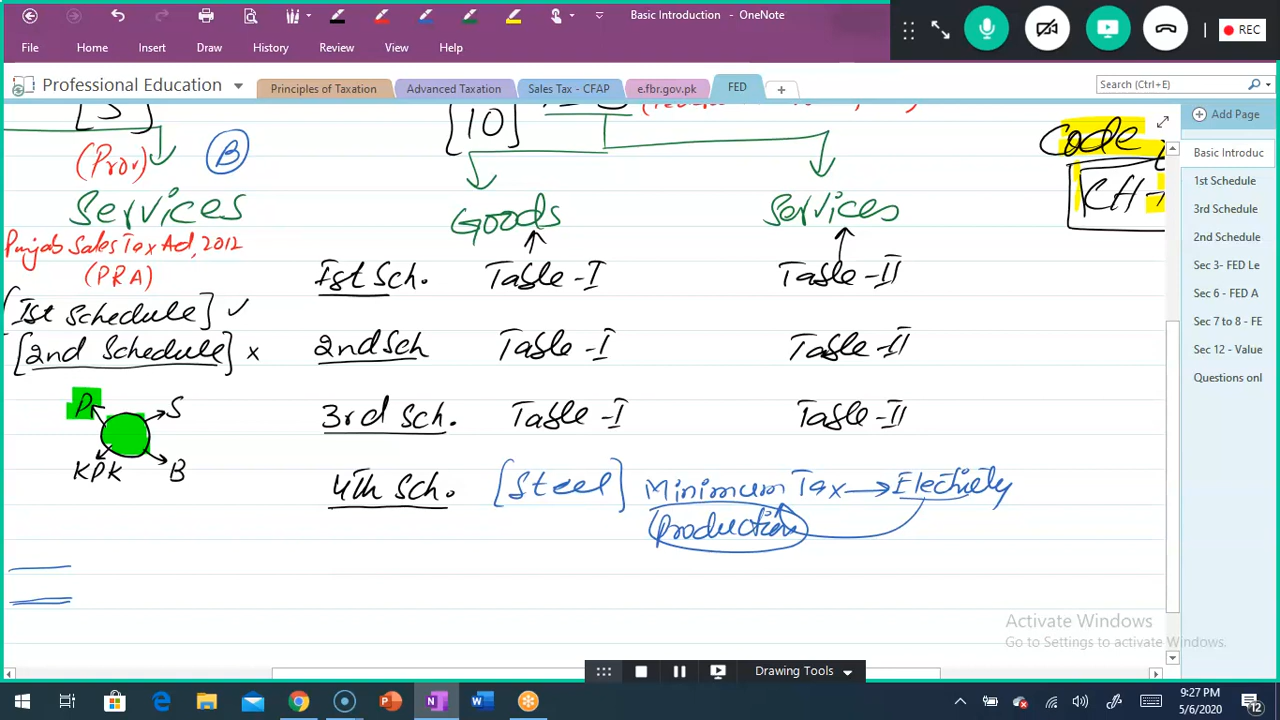 Basic Introduction - OneNote
REC
File Home Insert Draw History Review View Help
Professional Education
Principles of Taxation
Advanced Taxation
Sales Tax - CFAP
e.fbr.gov.pk
FED
Search (Ctrl+E)
Add Page
Basic Introduc
1st Schedule
3rd Schedule
2nd Schedule
Sec 3- FED Le
Sec 6 - FED A
Sec 7 to 8 - FE
Sec 12 - Value
Questions onl
[10]
Code
CH-
(Prov)
B
Services
Goods
Services
Punjab Sales Tax Act, 2012
(PRA)
Ist Sch. Table-I Table-II
[Ist Schedule] ✓
[2nd Schedule] x
2nd Sch Table-I Table-II
P S
KPK B
3rd Sch. Table-I Table-II
4th Sch. [Steel] Minimum Tax → Electricity
Production
Activate Windows
Go to Settings to activate Windows.
Drawing Tools
9:27 PM
5/6/2020
12